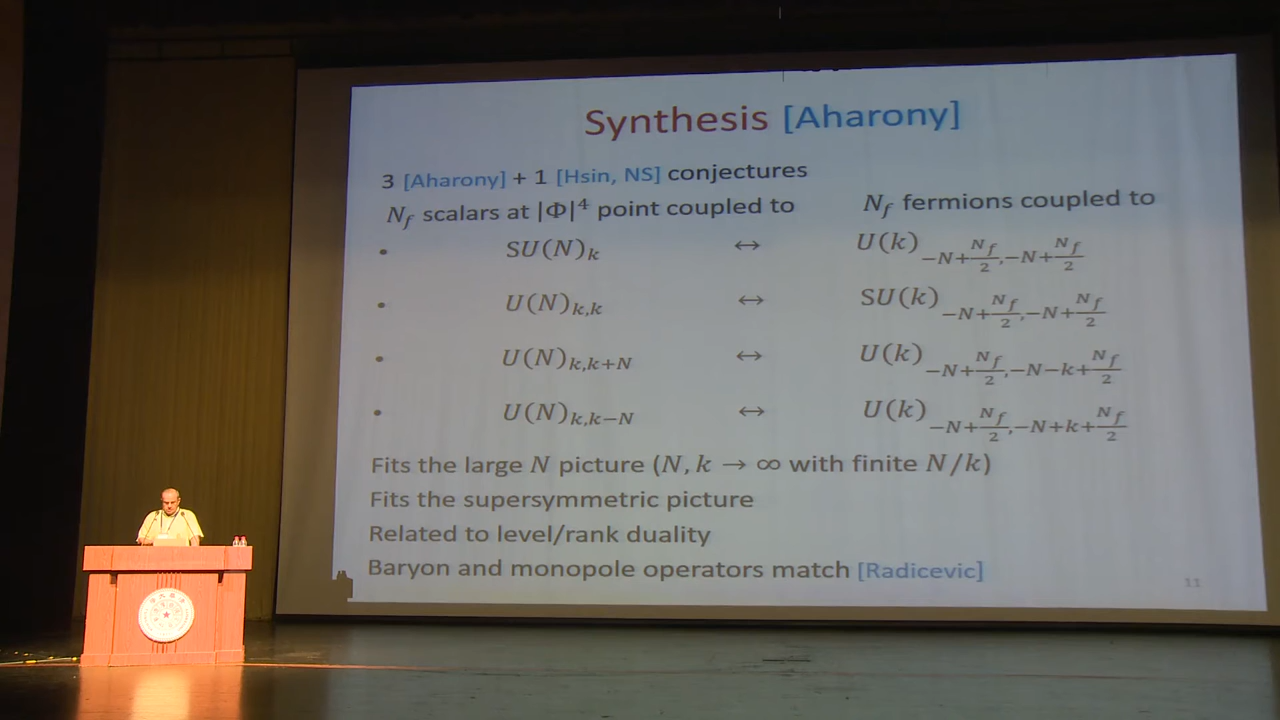 Synthesis [Aharony]
3 [Aharony] + 1 [Hsin, NS] conjectures
N_f scalars at |Φ|⁴ point coupled to    N_f fermions coupled to
• SU(N)_k ↔ U(k)_{−N+N_f/2,−N+N_f/2}
• U(N)_{k,k} ↔ SU(k)_{−N+N_f/2,−N+N_f/2}
• U(N)_{k,k+N} ↔ U(k)_{−N+N_f/2,−N−k+N_f/2}
• U(N)_{k,k−N} ↔ U(k)_{−N+N_f/2,−N+k+N_f/2}
Fits the large N picture (N, k → ∞ with finite N/k)
Fits the supersymmetric picture
Related to level/rank duality
Baryon and monopole operators match [Radicevic]
11